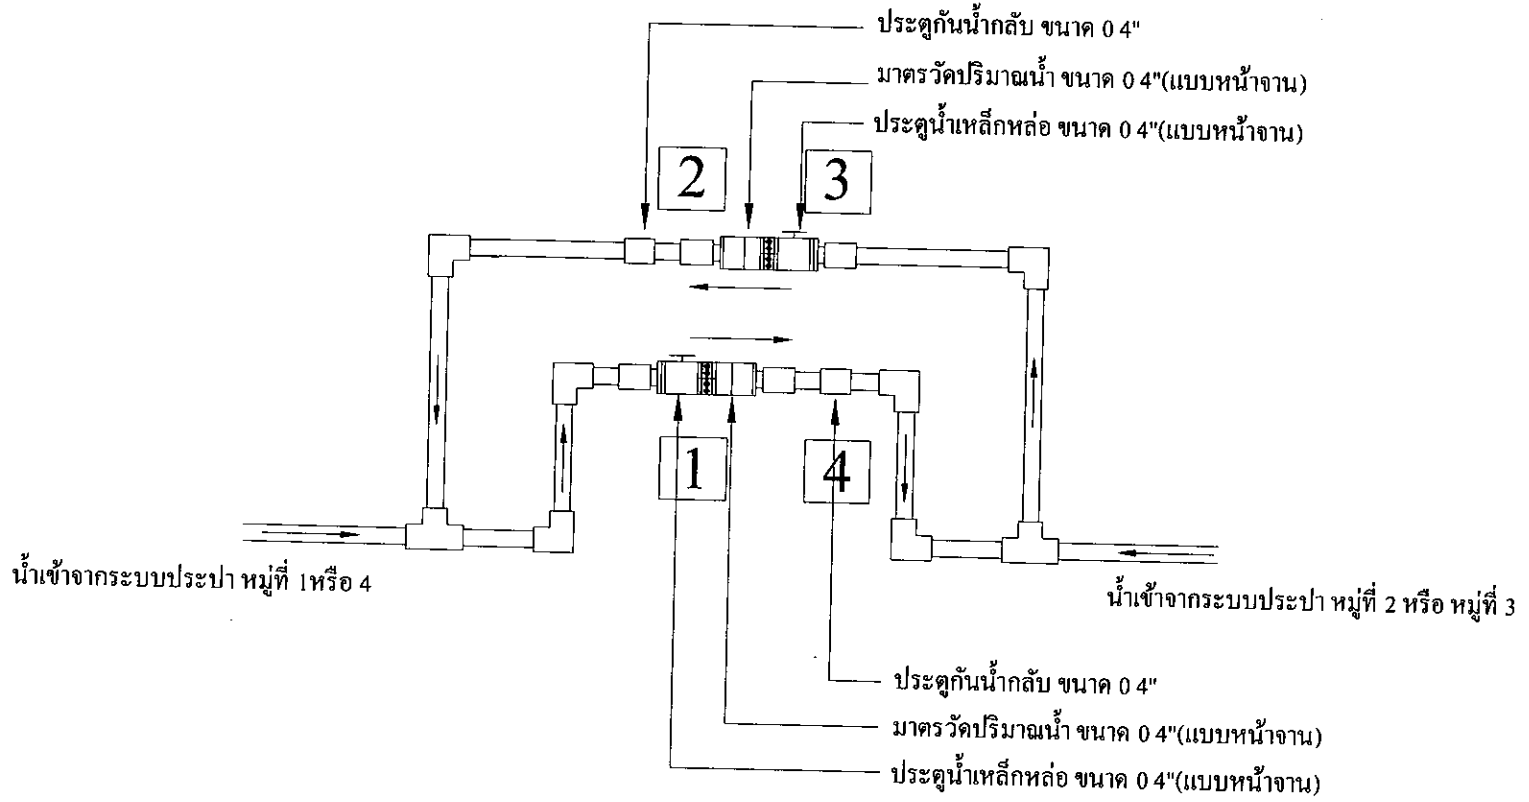 ประตูกันน้ำกลับ ขนาด 0 4"
มาตรวัดปริมาณน้ำ ขนาด 0 4"(แบบหน้าจาน)
ประตูน้ำเหล็กหล่อ ขนาด 0 4"(แบบหน้าจาน)
2
3
1
4
น้ำเข้าจากระบบประปา หมู่ที่ 1หรือ 4
น้ำเข้าจากระบบประปา หมู่ที่ 2 หรือ หมู่ที่ 3
ประตูกันน้ำกลับ ขนาด 0 4"
มาตรวัดปริมาณน้ำ ขนาด 0 4"(แบบหน้าจาน)
ประตูน้ำเหล็กหล่อ ขนาด 0 4"(แบบหน้าจาน)